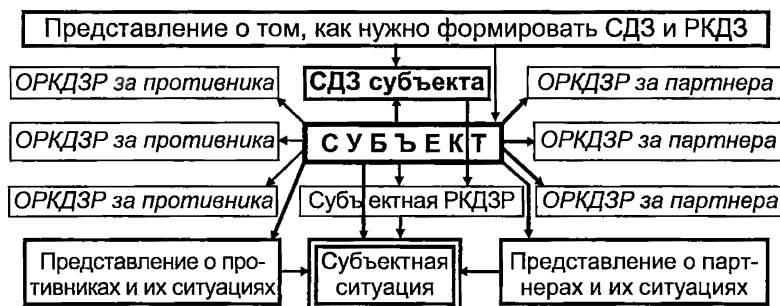 Представление о том, как нужно формировать СДЗ и РКДЗ
ОРКДЗР за противника СДЗ субъекта ОРКДЗР за партнера
ОРКДЗР за противника СУБЪЕКТ ОРКДЗР за партнера
ОРКДЗР за противника Субъектная РКДЗР ОРКДЗР за партнера
Представление о про-
тивниках и их ситуациях
Субъектная
ситуация
Представление о парт-
нерах и их ситуациях